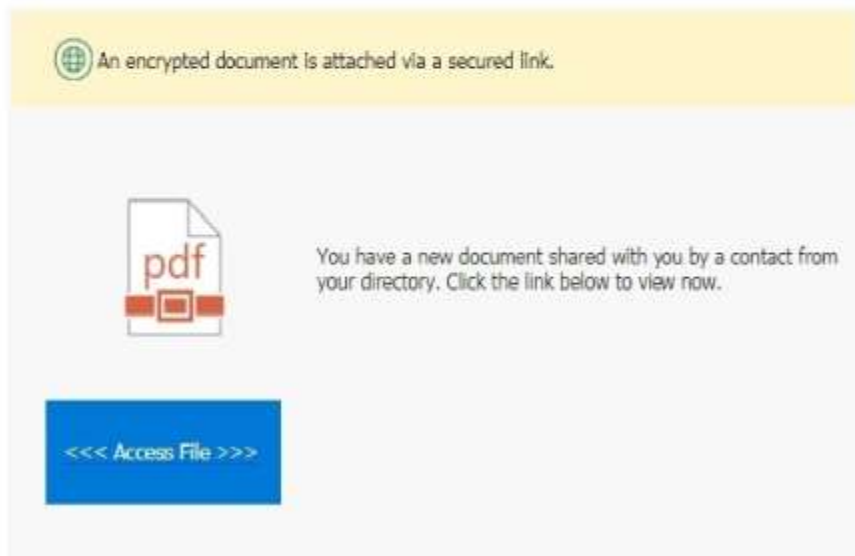 An encrypted document is attached via a secured link.
pdf
You have a new document shared with you by a contact from
your directory. Click the link below to view now.
<<< Access File >>>